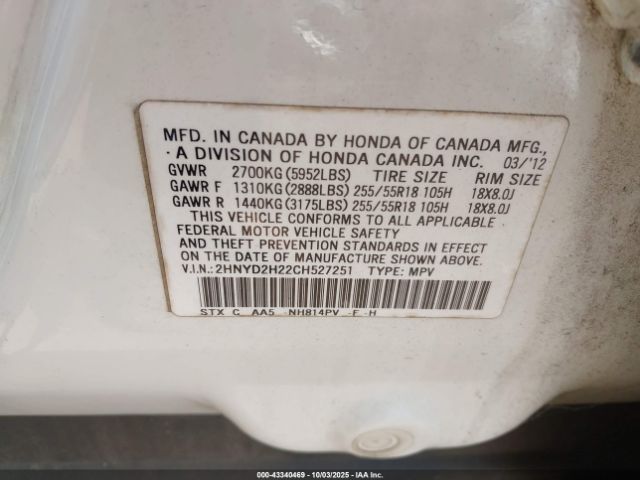 MFD. IN CANADA BY HONDA OF CANADA MFG.,
A DIVISION OF HONDA CANADA INC. 03/'12
GVWR 2700KG (5952LBS) TIRE SIZE RIM SIZE
GAWR F 1310KG (2888LBS) 255/55R18 105H 18X8.0J
GAWR R 1440KG (3175LBS) 255/55R18 105H 18X8.0J
THIS VEHICLE CONFORMS TO ALL APPLICABLE
FEDERAL MOTOR VEHICLE SAFETY
AND THEFT PREVENTION STANDARDS IN EFFECT
ON THE DATE OF MANUFACTURE SHOWN ABOVE.
V.I.N.: 2HNYD2H22CH527251 TYPE: MPV
STX C AA5 -NH814PV -F -H
000-43340469 - 10/03/2025 - IAA Inc.